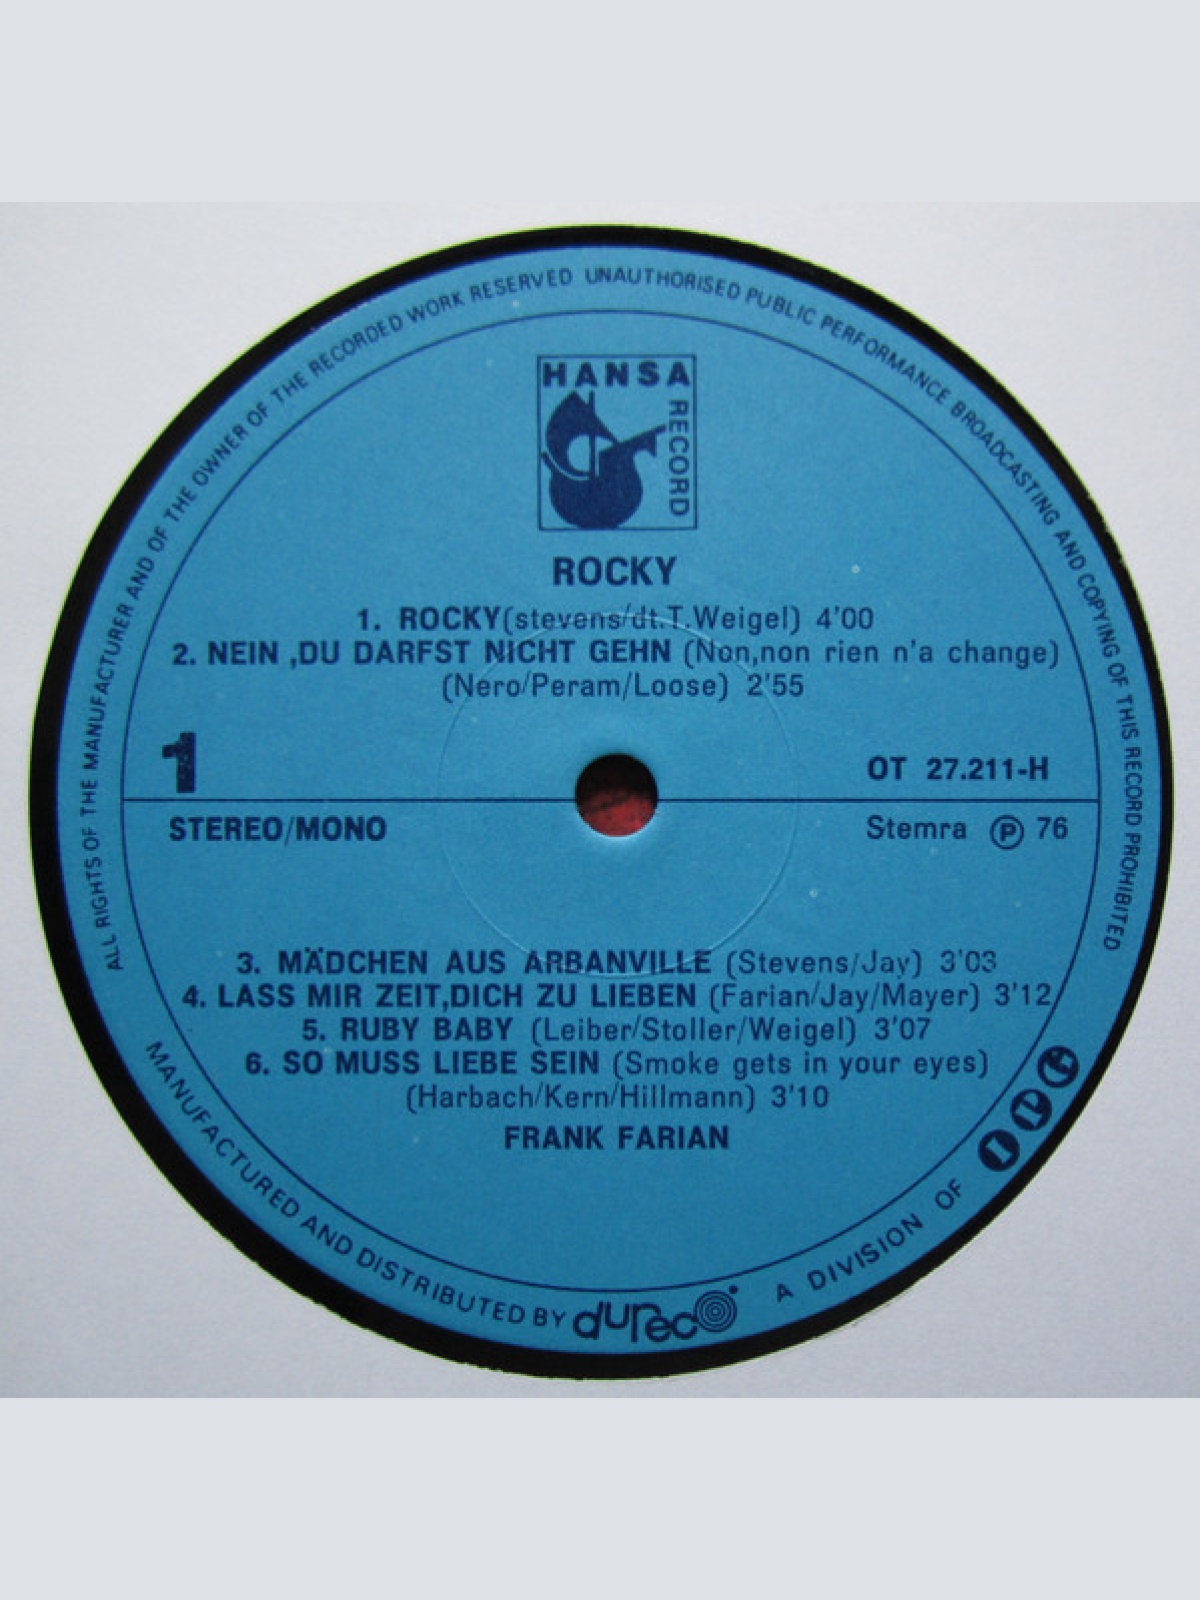 ALL RIGHTS OF THE MANUFACTURER AND OF THE OWNER OF THE RECORDED WORK RESERVED UNAUTHORISED PUBLIC PERFORMANCE BROADCASTING AND COPYING OF THIS RECORD PROHIBITED
HANSA
RECORD
ROCKY
1. ROCKY(stevens/dt.T.Weigel) 4'00
2. NEIN ,DU DARFST NICHT GEHN (Non,non rien n'a change)
(Nero/Peram/Loose) 2'55
1
OT 27.211-H
STEREO/MONO
Stemra Ⓟ 76
3. MÄDCHEN AUS ARBANVILLE (Stevens/Jay) 3'03
4. LASS MIR ZEIT,DICH ZU LIEBEN (Farian/Jay/Mayer) 3'12
5. RUBY BABY (Leiber/Stoller/Weigel) 3'07
6. SO MUSS LIEBE SEIN (Smoke gets in your eyes)
(Harbach/Kern/Hillmann) 3'10
FRANK FARIAN
MANUFACTURED AND DISTRIBUTED BY dureco A DIVISION OF